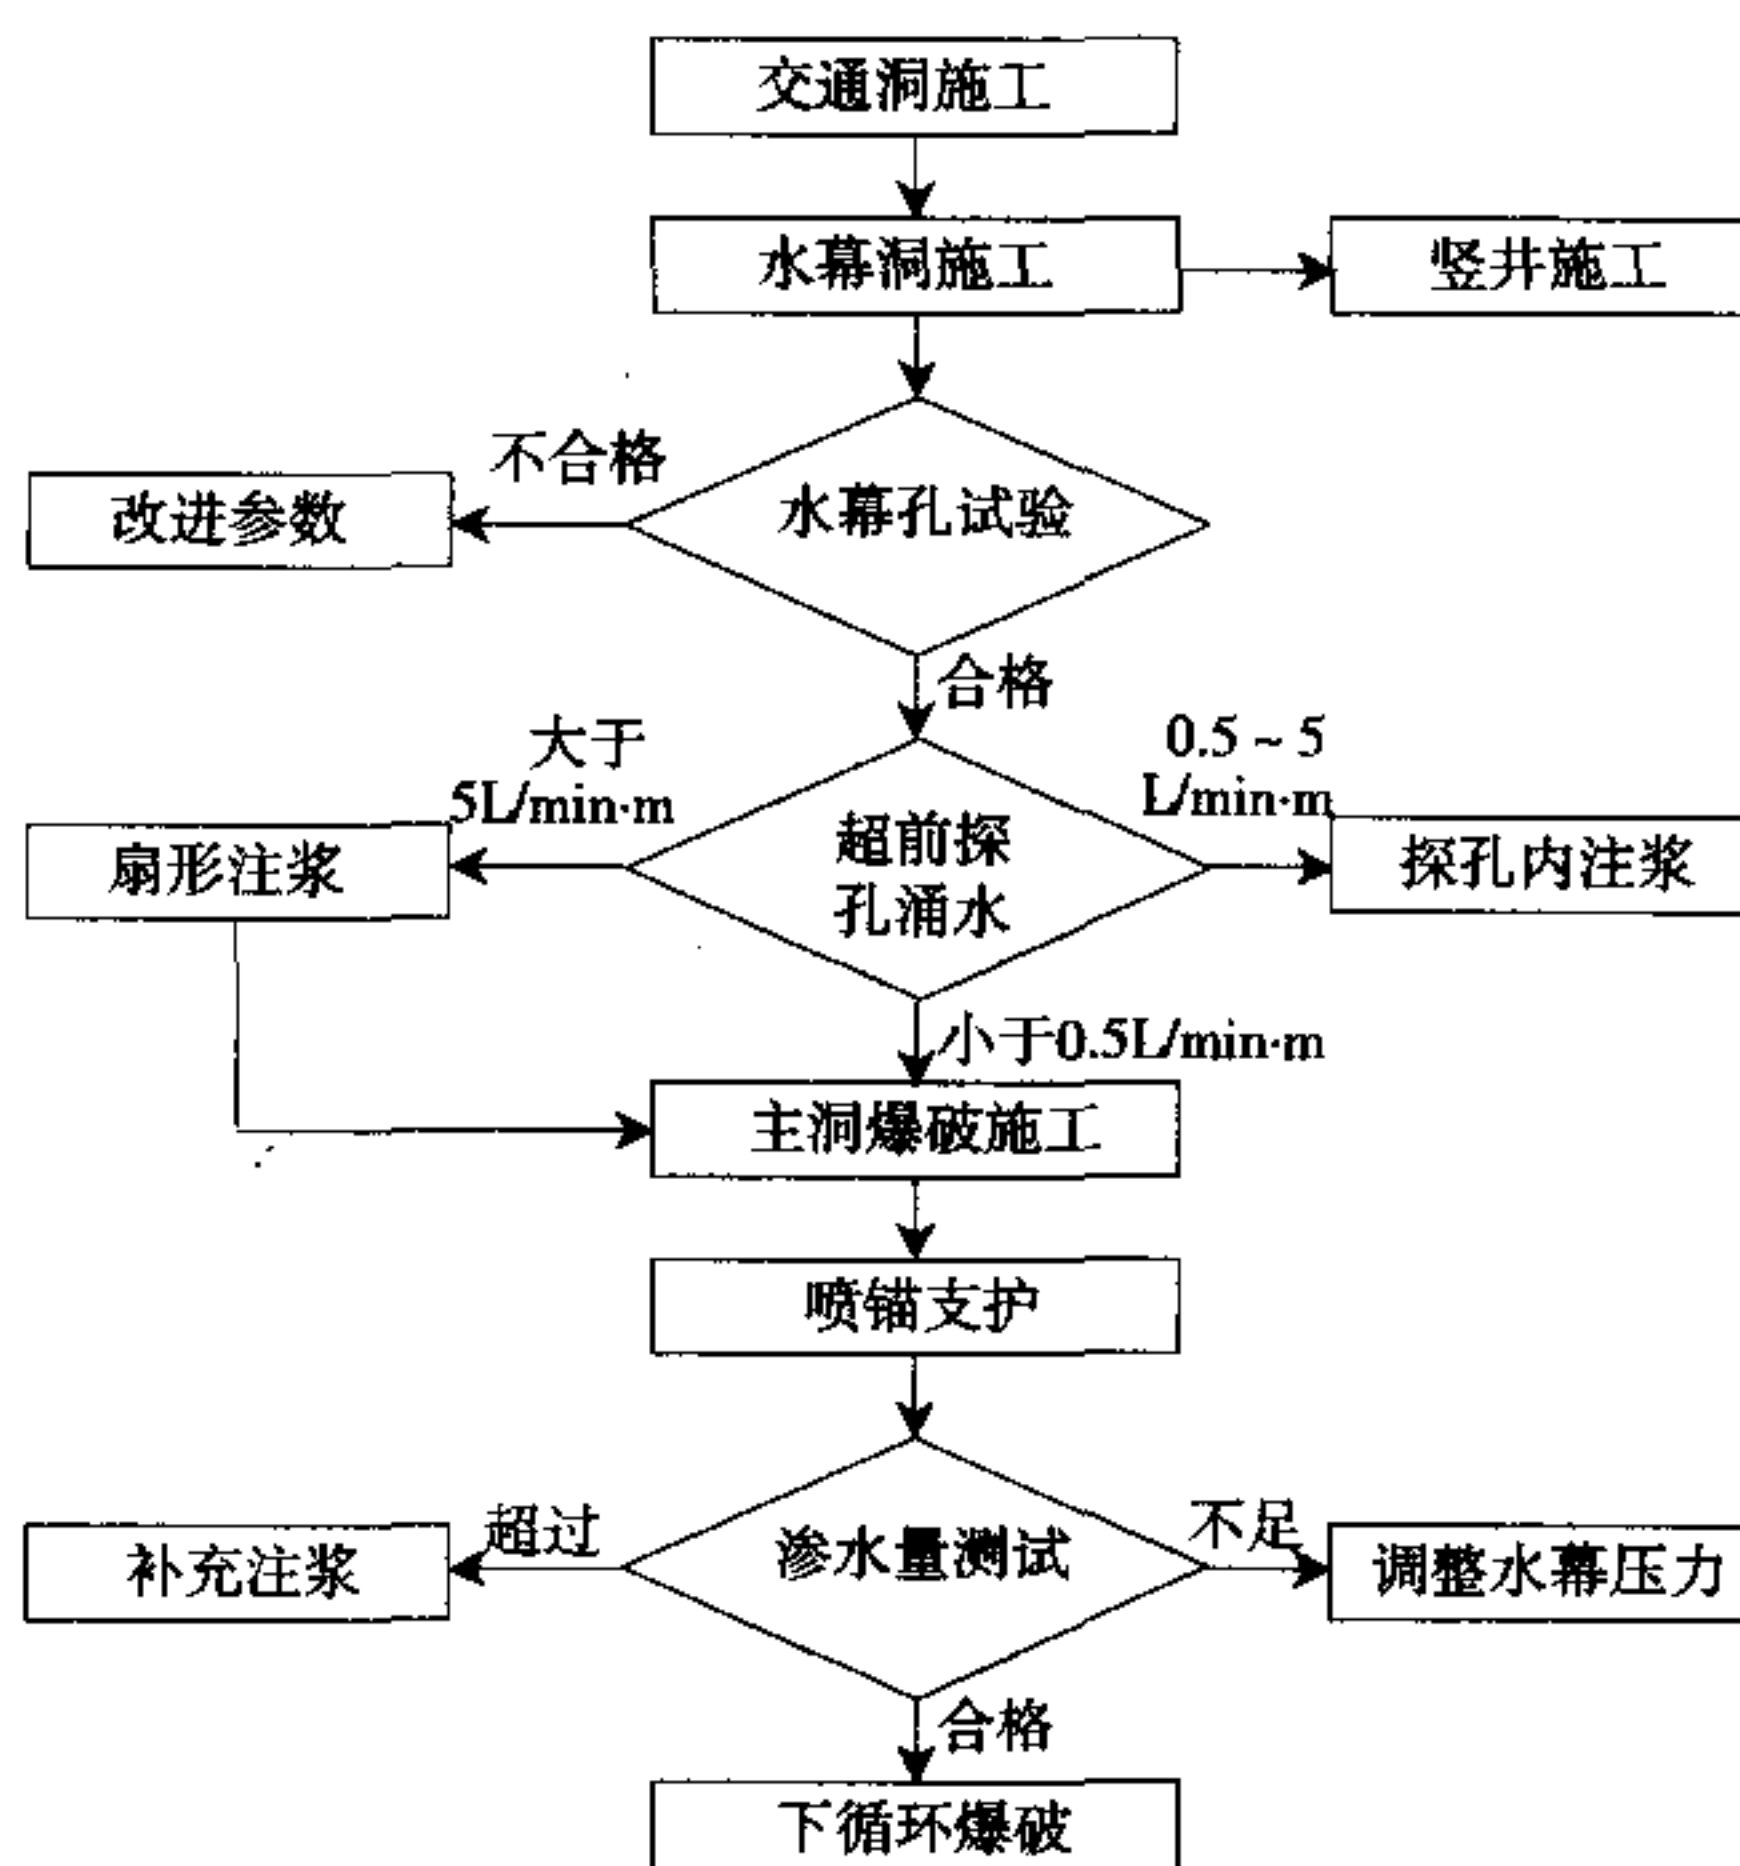 交通洞施工
水幕洞施工
竖井施工
不合格
改进参数
水幕孔试验
合格
大于
5L/min·m
0.5~5
L/min·m
扇形注浆
超前探
孔涌水
探孔内注浆
小于0.5L/min·m
主洞爆破施工
喷锚支护
超过
不足
补充注浆
渗水量测试
调整水幕压力
合格
下循环爆破